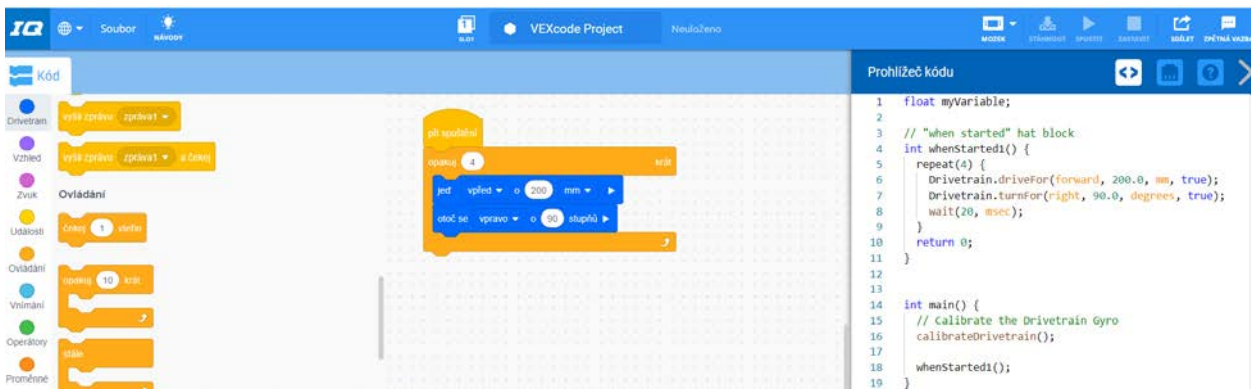 IQ
Soubor
NÁVODY
1
SLOT
VEXcode Project
Neuloženo
MOZEK
STÁHNOUT
SPUSTIT
ZASTAVIT
SDÍLET
ZPĚTNÁ VAZBA
Kód
Prohlížeč kódu
Drivetrain
Vzhled
Zvuk
Události
Ovládání
Vnímání
Operátory
Proměnné
vyšli zprávu zpráva1
vyšli zprávu zpráva1 a čekej
Ovládání
čekej 1 vteřin
opakuj 10 krát
stále
při spuštění
opakuj 4 krát
jeď vpřed o 200 mm
otoč se vpravo o 90 stupňů
1 float myVariable;
2
3 // "when started" hat block
4 int whenStarted1() {
5 repeat(4) {
6 Drivetrain.driveFor(forward, 200.0, mm, true);
7 Drivetrain.turnFor(right, 90.0, degrees, true);
8 wait(20, msec);
9 }
10 return 0;
11 }
12
13
14 int main() {
15 // Calibrate the Drivetrain Gyro
16 calibrateDrivetrain();
17
18 whenStarted1();
19 }